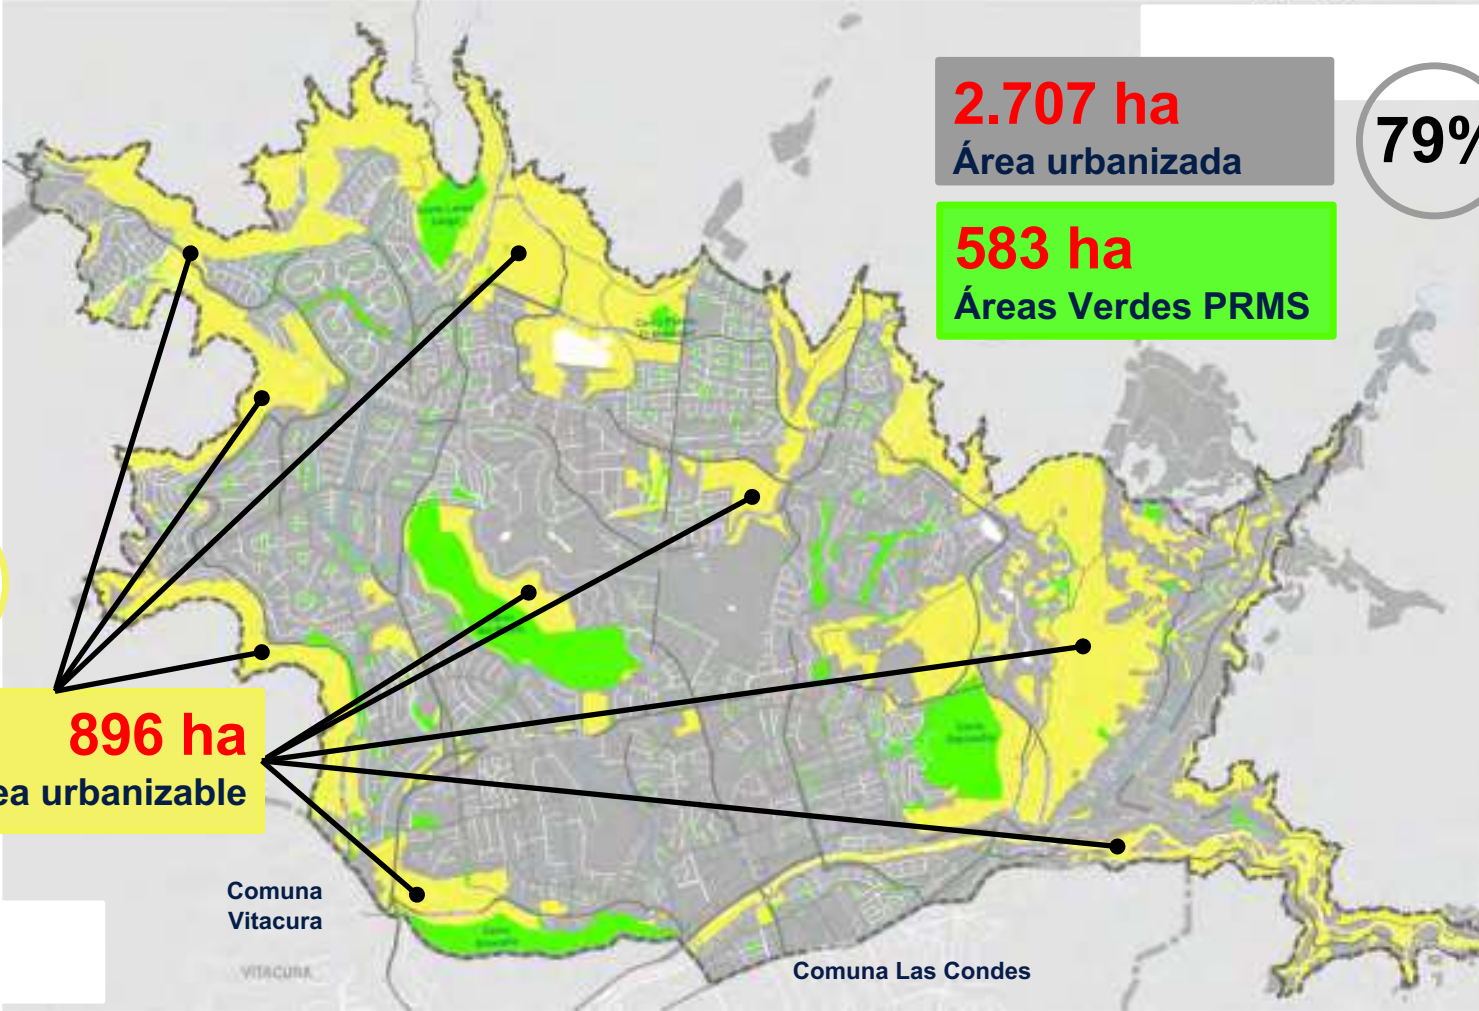 2.707 ha
Área urbanizada
79%
583 ha
Áreas Verdes PRMS
896 ha
ea urbanizable
Comuna
Vitacura
VITACURA
Comuna Las Condes